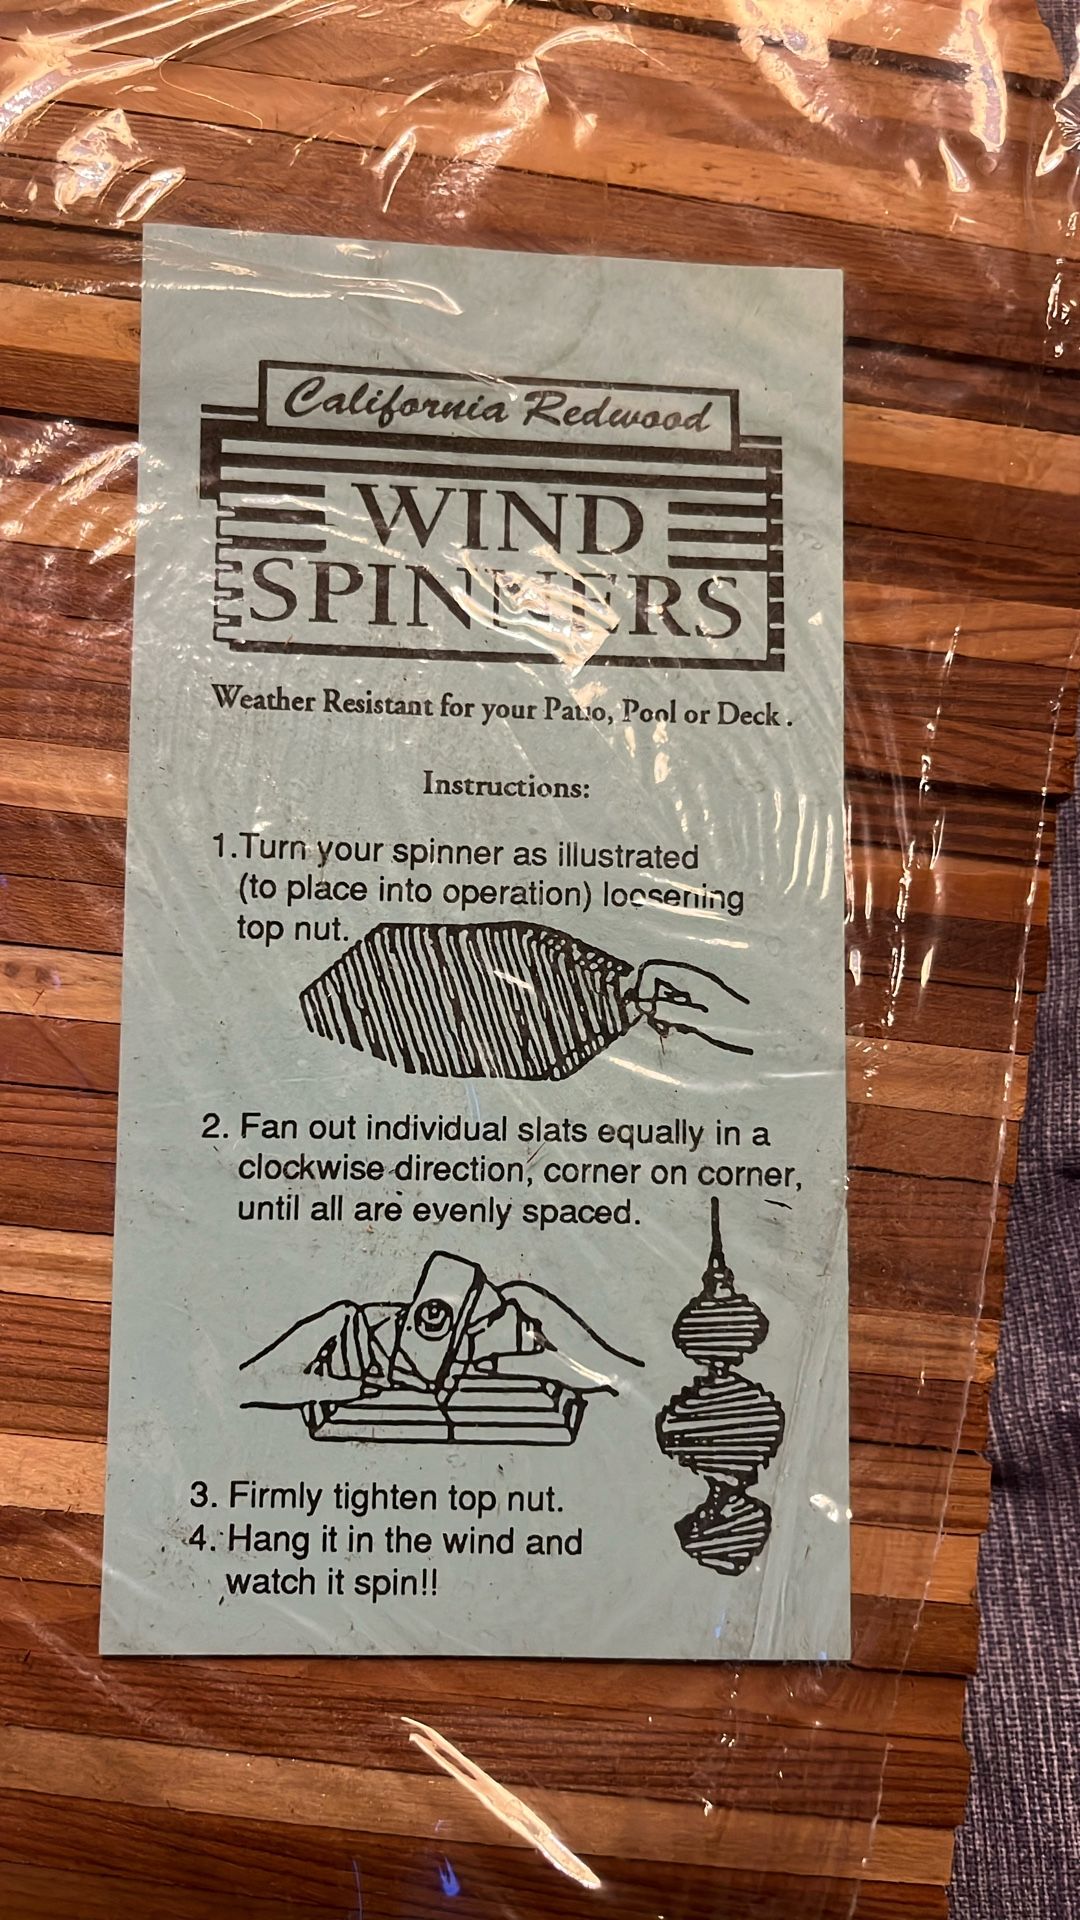 California Redwood
WIND
SPINNERS
Weather Resistant for your Patio, Pool or Deck.
Instructions:
1.Turn your spinner as illustrated
(to place into operation) loosening
top nut.
2. Fan out individual slats equally in a
clockwise direction, corner on corner,
until all are evenly spaced.
3. Firmly tighten top nut.
4. Hang it in the wind and
watch it spin!!